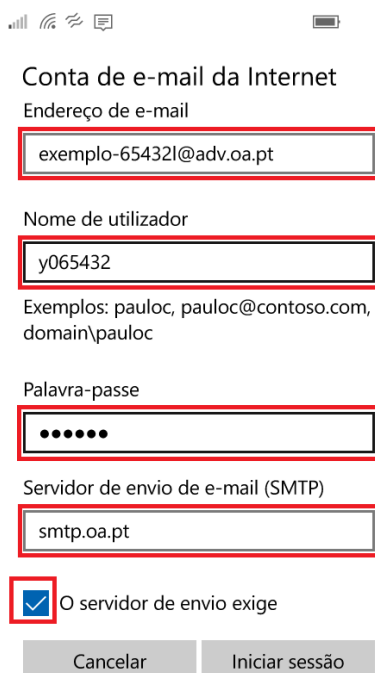 Conta de e-mail da Internet
Endereço de e-mail
exemplo-65432l@adv.oa.pt
Nome de utilizador
y065432
Exemplos: pauloc, pauloc@contoso.com,
domain\pauloc
Palavra-passe
●●●●●●
Servidor de envio de e-mail (SMTP)
smtp.oa.pt
O servidor de envio exige
Cancelar
Iniciar sessão